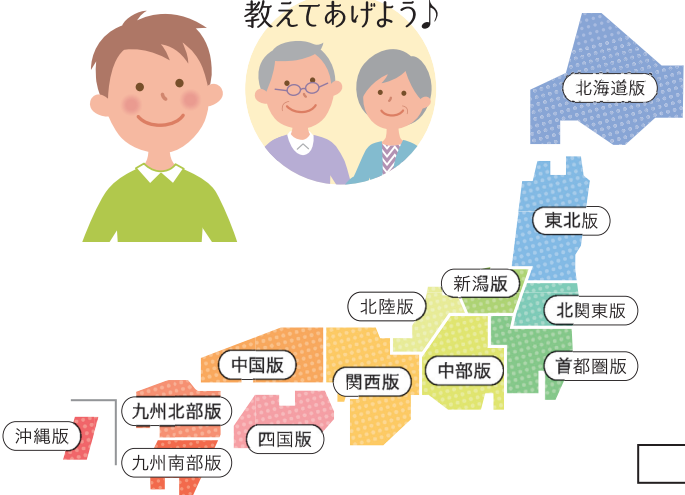 教えてあげよう♪
北海道版
東北版
新潟版
北陸版
北関東版
中国版
関西版
中部版
首都圏版
九州北部版
沖縄版
四国版
九州南部版